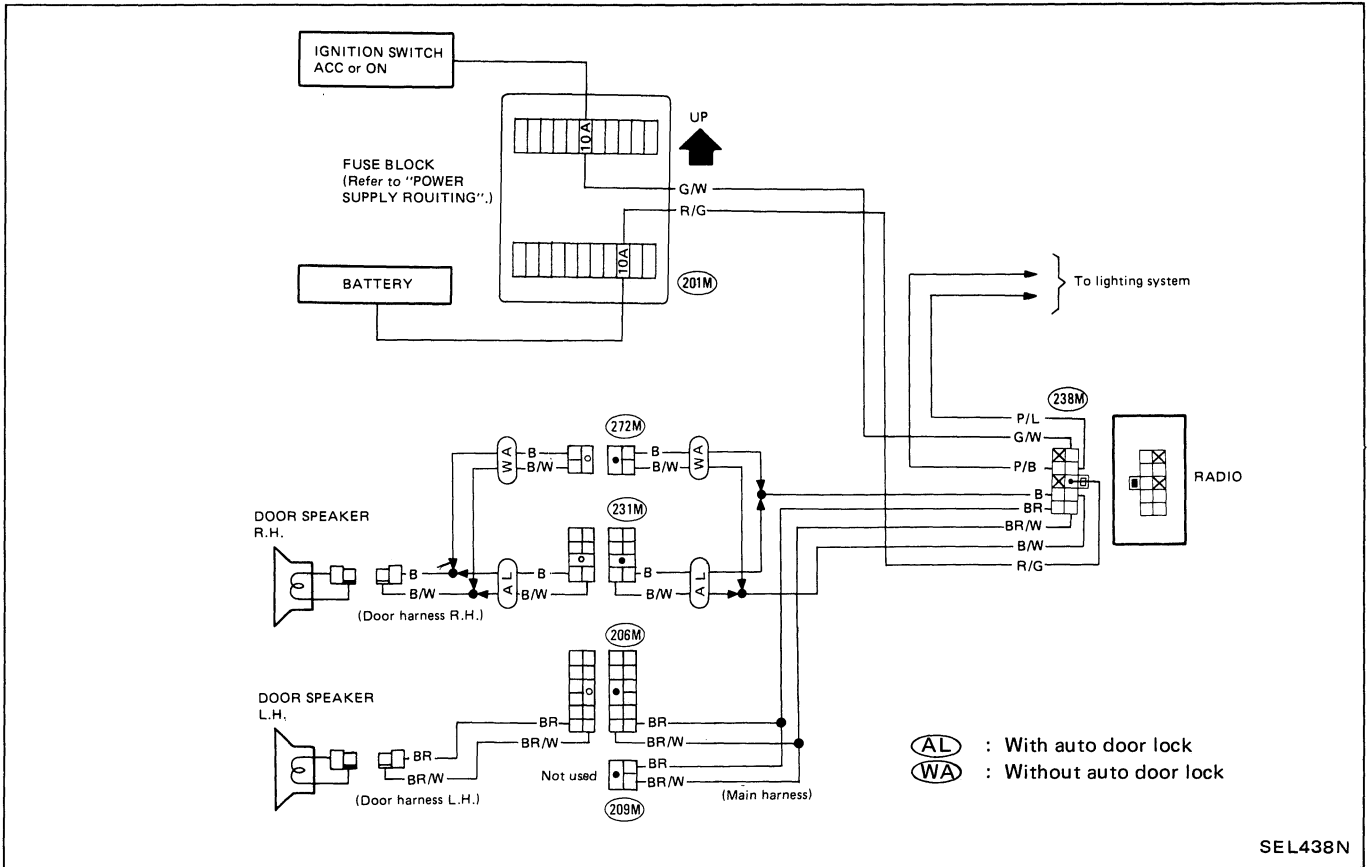 IGNITION SWITCH
ACC or ON
10A
UP
FUSE BLOCK
(Refer to "POWER
SUPPLY ROUITING".)
G/W
R/G
10A
BATTERY
201M
To lighting system
238M
P/L
G/W
P/B
B
BR
BR/W
B/W
R/G
RADIO
272M
WA
B
B/W
B
B/W
WA
231M
DOOR SPEAKER
R.H.
B
B/W
AL
B
B/W
B
B/W
AL
(Door harness R.H.)
206M
DOOR SPEAKER
L.H.
BR
BR/W
BR
BR/W
BR
BR/W
Not used
BR
BR/W
(Door harness L.H.)
(Main harness)
209M
AL : With auto door lock
WA : Without auto door lock
SEL438N